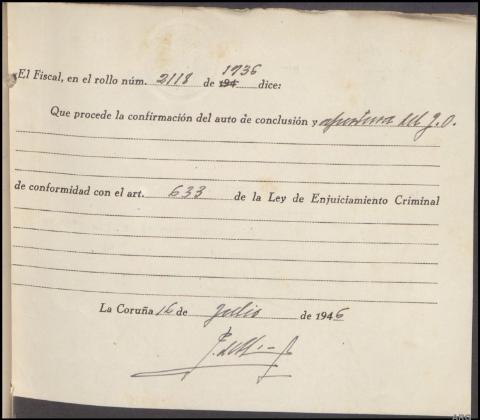 1936
El Fiscal, en el rollo núm. 2118 de 194 dice:
Que procede la confirmación del auto de conclusión y apertura del J.O.
de conformidad con el art. 633 de la Ley de Enjuiciamiento Criminal
La Coruña 16 de Julio de 1946